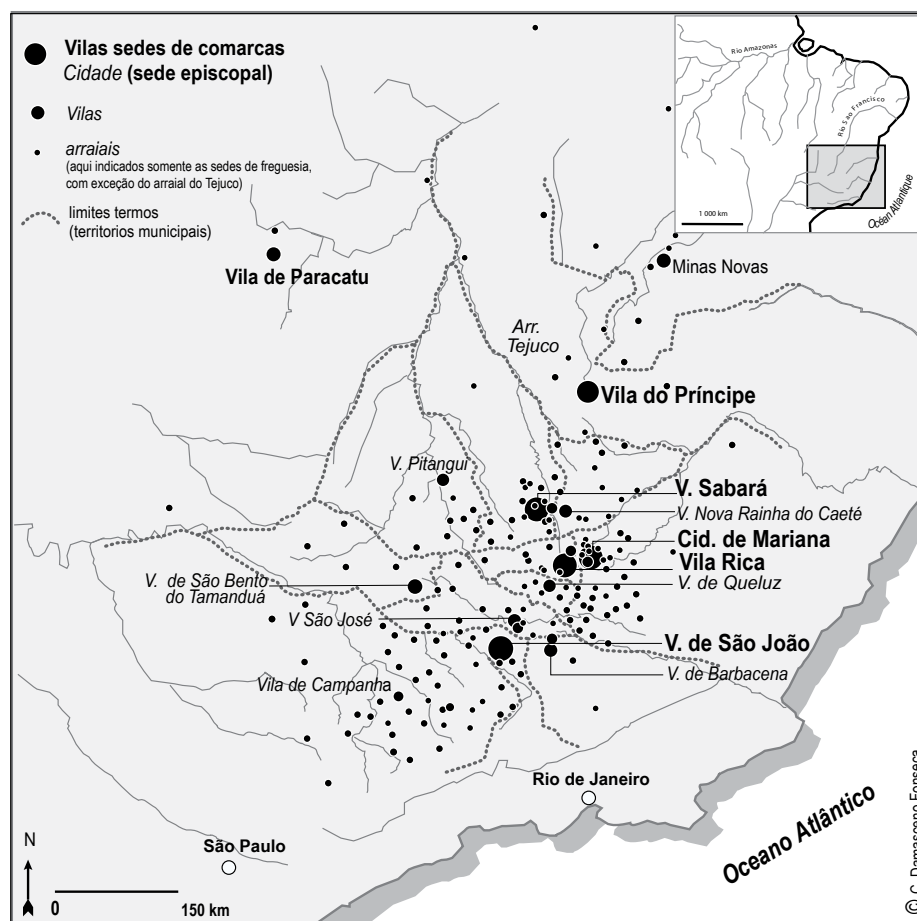 Vilas sedes de comarcas
Cidade (sede episcopal)
Vilas
arraiais
(aqui indicados somente as sedes de freguesia,
com exceção do arraial do Tejuco)
limites termos
(territorios municipais)
Rio Amazonas
Rio São Francisco
1 000 km
Océan Atlantique
Vila de Paracatu
Minas Novas
Arr.
Tejuco
Vila do Príncipe
V. Pitangui
V. Sabará
V. Nova Rainha do Caeté
Cid. de Mariana
Vila Rica
V. de Queluz
V. de São Bento
do Tamanduá
V São José
V. de São João
V. de Barbacena
Vila de Campanha
Rio de Janeiro
São Paulo
Oceano Atlântico
N
0 150 km
© C. Damasceno Fonseca